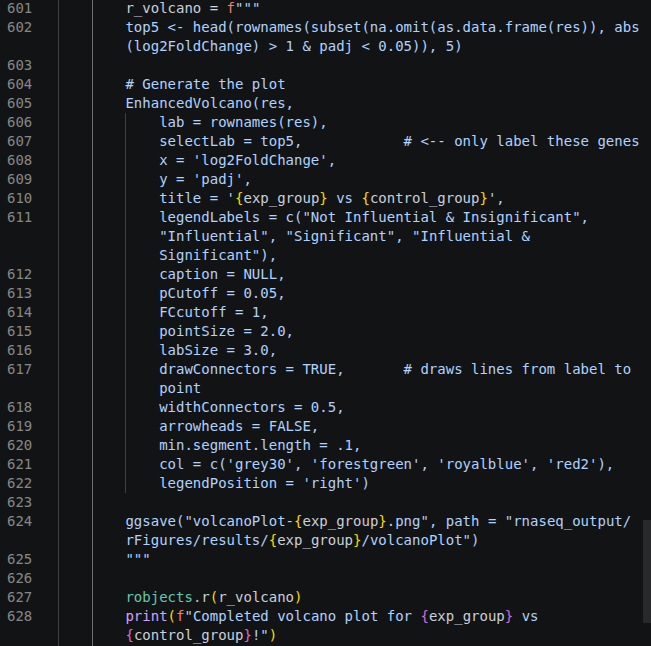 601 r_volcano = f"""
602 top5 <- head(rownames(subset(na.omit(as.data.frame(res)), abs
(log2FoldChange) > 1 & padj < 0.05)), 5)
603
604 # Generate the plot
605 EnhancedVolcano(res,
606 lab = rownames(res),
607 selectLab = top5, # <-- only label these genes
608 x = 'log2FoldChange',
609 y = 'padj',
610 title = '{exp_group} vs {control_group}',
611 legendLabels = c("Not Influential & Insignificant",
"Influential", "Significant", "Influential &
Significant"),
612 caption = NULL,
613 pCutoff = 0.05,
614 FCcutoff = 1,
615 pointSize = 2.0,
616 labSize = 3.0,
617 drawConnectors = TRUE, # draws lines from label to
point
618 widthConnectors = 0.5,
619 arrowheads = FALSE,
620 min.segment.length = .1,
621 col = c('grey30', 'forestgreen', 'royalblue', 'red2'),
622 legendPosition = 'right')
623
624 ggsave("volcanoPlot-{exp_group}.png", path = "rnaseq_output/
rFigures/results/{exp_group}/volcanoPlot")
625 """
626
627 robjects.r(r_volcano)
628 print(f"Completed volcano plot for {exp_group} vs
{control_group}!")